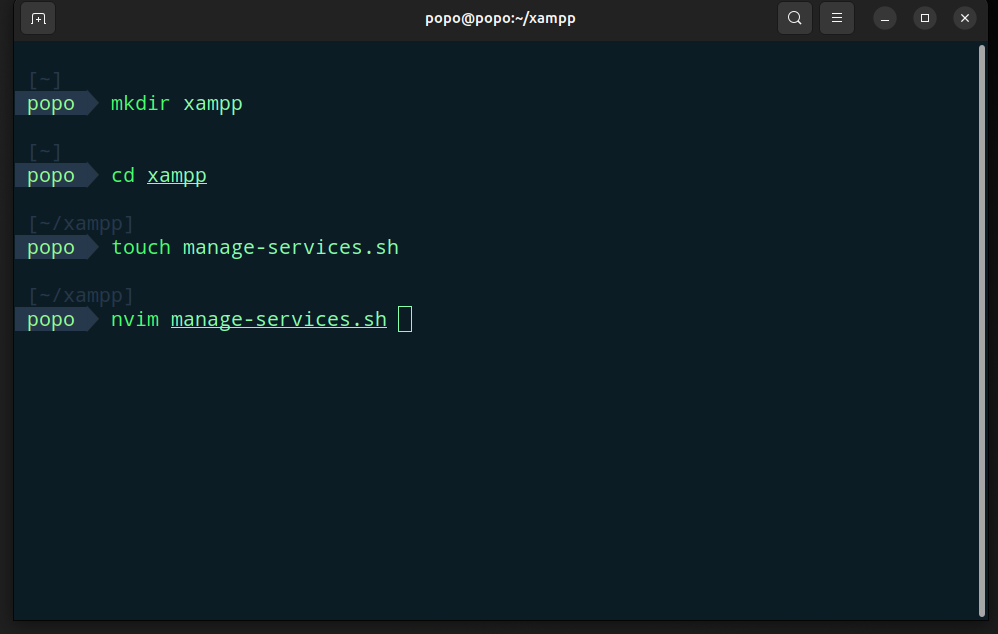 popo@popo:~/xampp
[~]
popo mkdir xampp
[~]
popo cd xampp
[~/xampp]
popo touch manage-services.sh
[~/xampp]
popo nvim manage-services.sh